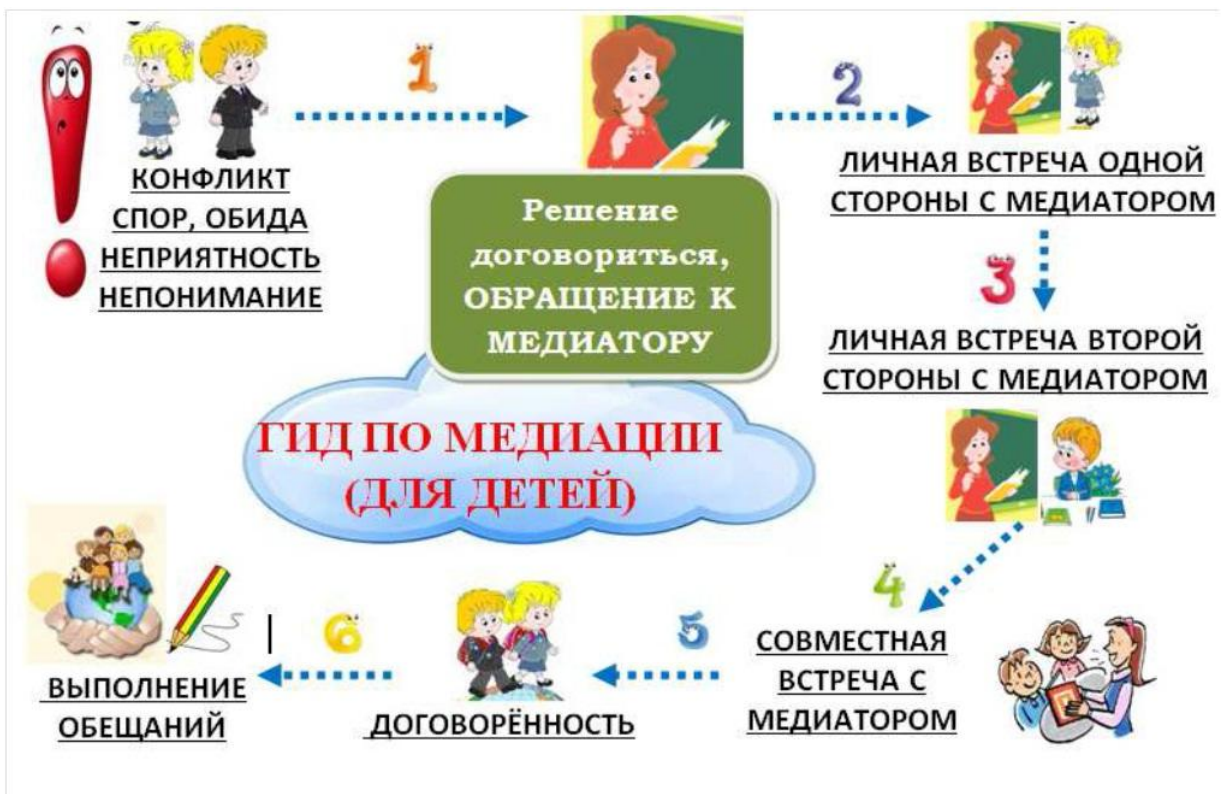 1
2
КОНФЛИКТ
СПОР, ОБИДА
НЕПРИЯТНОСТЬ
НЕПОНИМАНИЕ
Решение
договориться,
ОБРАЩЕНИЕ К
МЕДИАТОРУ
ЛИЧНАЯ ВСТРЕЧА ОДНОЙ
СТОРОНЫ С МЕДИАТОРОМ
3
ЛИЧНАЯ ВСТРЕЧА ВТОРОЙ
СТОРОНЫ С МЕДИАТОРОМ
ГИД ПО МЕДИАЦИИ
(ДЛЯ ДЕТЕЙ)
4
СОВМЕСТНАЯ
ВСТРЕЧА С
МЕДИАТОРОМ
5
ДОГОВОРЁННОСТЬ
6
ВЫПОЛНЕНИЕ
ОБЕЩАНИЙ